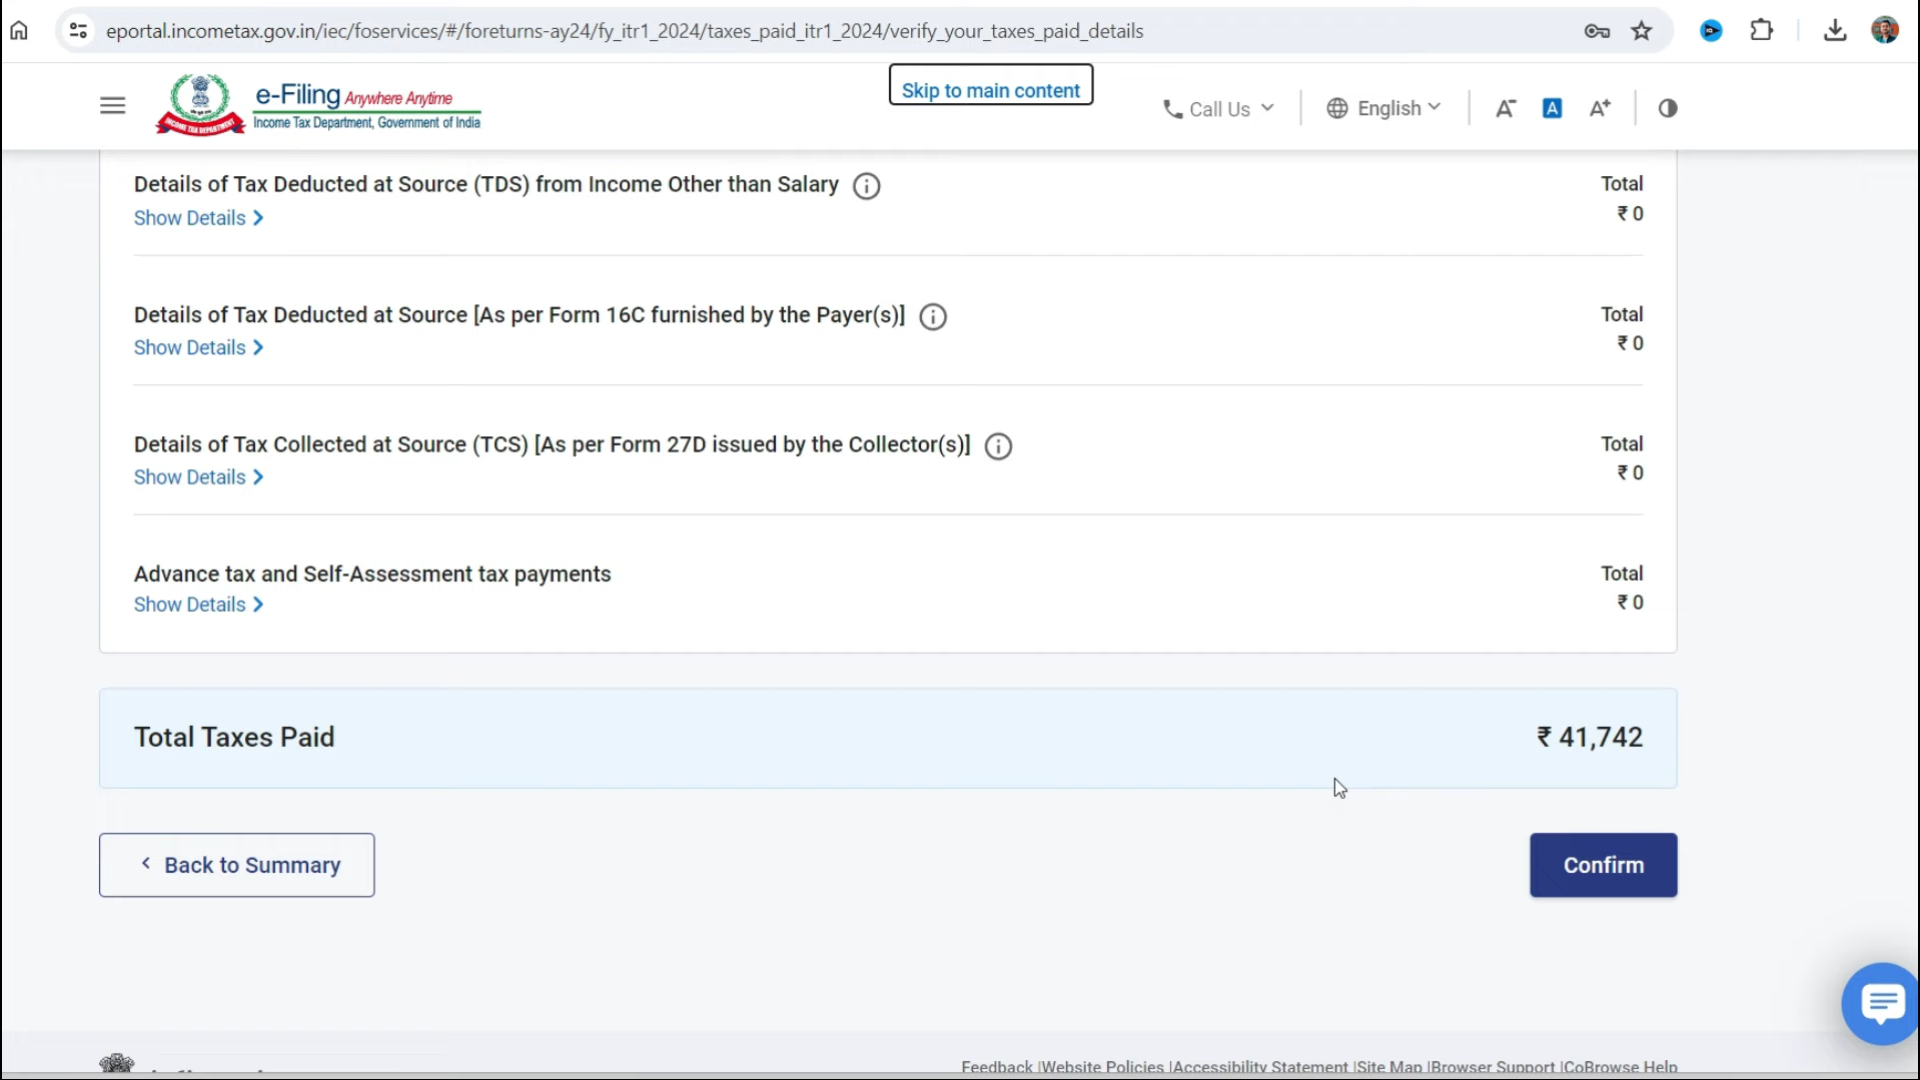 eportal.incometax.gov.in/iec/foservices/#/foreturns-ay24/fy_itr1_2024/taxes_paid_itr1_2024/verify_your_taxes_paid_details
e-Filing Anywhere Anytime
Income Tax Department, Government of India
INCOME TAX DEPARTMENT
Skip to main content
Call Us
English
A-
A
A+
Details of Tax Deducted at Source (TDS) from Income Other than Salary
Total
Show Details
₹ 0
Details of Tax Deducted at Source [As per Form 16C furnished by the Payer(s)]
Total
Show Details
₹ 0
Details of Tax Collected at Source (TCS) [As per Form 27D issued by the Collector(s)]
Total
Show Details
₹ 0
Advance tax and Self-Assessment tax payments
Total
Show Details
₹ 0
Total Taxes Paid
₹ 41,742
Back to Summary
Confirm
Feedback |Website Policies |Accessibility Statement |Site Map |Browser Support |CoBrowse Help